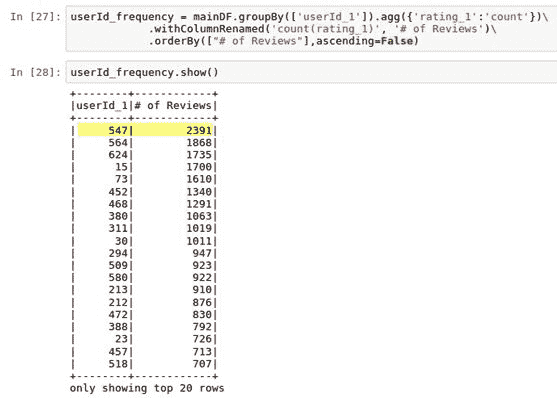 In [27]: userId_frequency = mainDF.groupBy(['userId_1']).agg({'rating_1':'count'})\
.withColumnRenamed('count(rating_1)', '# of Reviews')\
.orderBy(["# of Reviews"],ascending=False)
In [28]: userId_frequency.show()
+--------+------------+
|userId_1|# of Reviews|
+--------+------------+
|     547|        2391|
|     564|        1868|
|     624|        1735|
|      15|        1700|
|      73|        1610|
|     452|        1340|
|     468|        1291|
|     380|        1063|
|     311|        1019|
|      30|        1011|
|     294|         947|
|     509|         923|
|     580|         922|
|     213|         910|
|     212|         876|
|     472|         830|
|     388|         792|
|      23|         726|
|     457|         713|
|     518|         707|
+--------+------------+
only showing top 20 rows